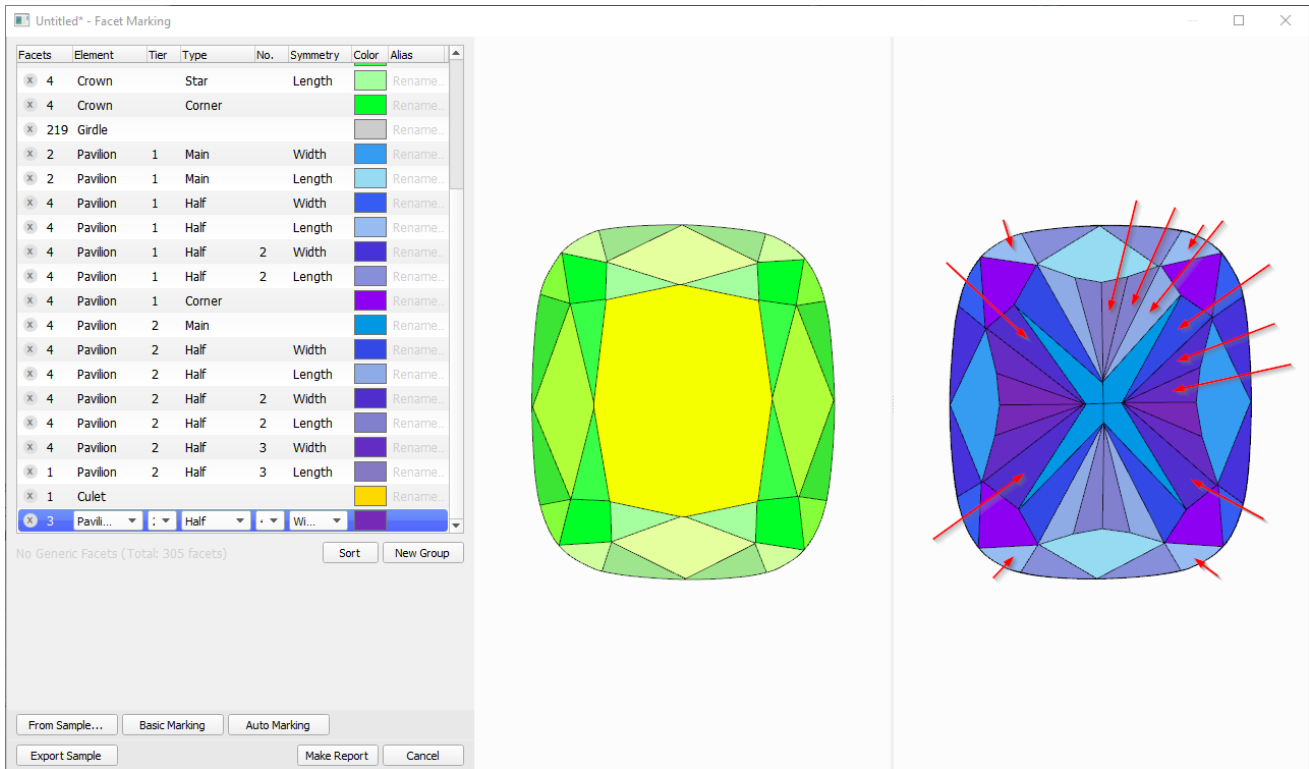 Untitled* - Facet Marking
Facets Element Tier Type No. Symmetry Color Alias
x 4 Crown Star Length Rename..
x 4 Crown Corner Rename..
x 219 Girdle Rename..
x 2 Pavilion 1 Main Width Rename..
x 2 Pavilion 1 Main Length Rename..
x 4 Pavilion 1 Half Width Rename..
x 4 Pavilion 1 Half Length Rename..
x 4 Pavilion 1 Half 2 Width Rename..
x 4 Pavilion 1 Half 2 Length Rename..
x 4 Pavilion 1 Corner Rename..
x 4 Pavilion 2 Main Rename..
x 4 Pavilion 2 Half Width Rename..
x 4 Pavilion 2 Half Length Rename..
x 4 Pavilion 2 Half 2 Width Rename..
x 4 Pavilion 2 Half 2 Length Rename..
x 4 Pavilion 2 Half 3 Width Rename..
x 1 Pavilion 2 Half 3 Length Rename..
x 1 Culet Rename..
x 3 Pavili... Half Wi...
No Generic Facets (Total: 305 facets) Sort New Group
From Sample... Basic Marking Auto Marking
Export Sample Make Report Cancel